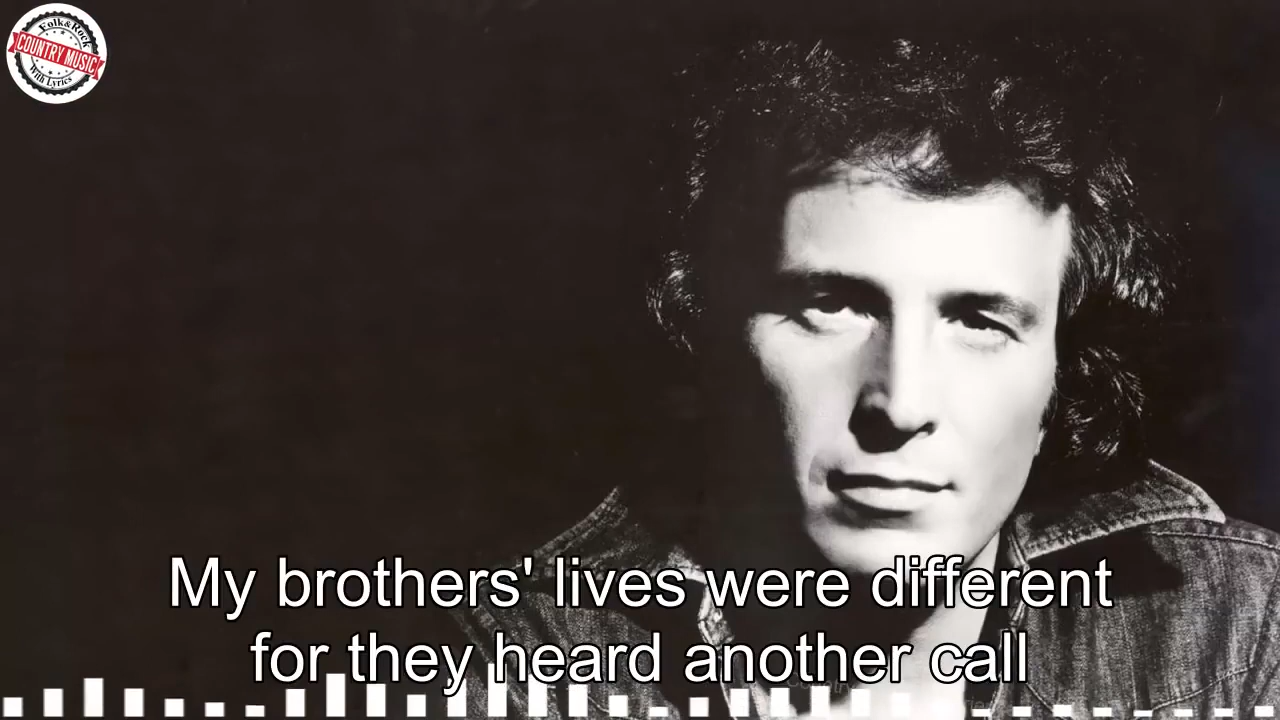 Folk&Rock
COUNTRY MUSIC
With Lyrics
My brothers' lives were different
for they heard another call